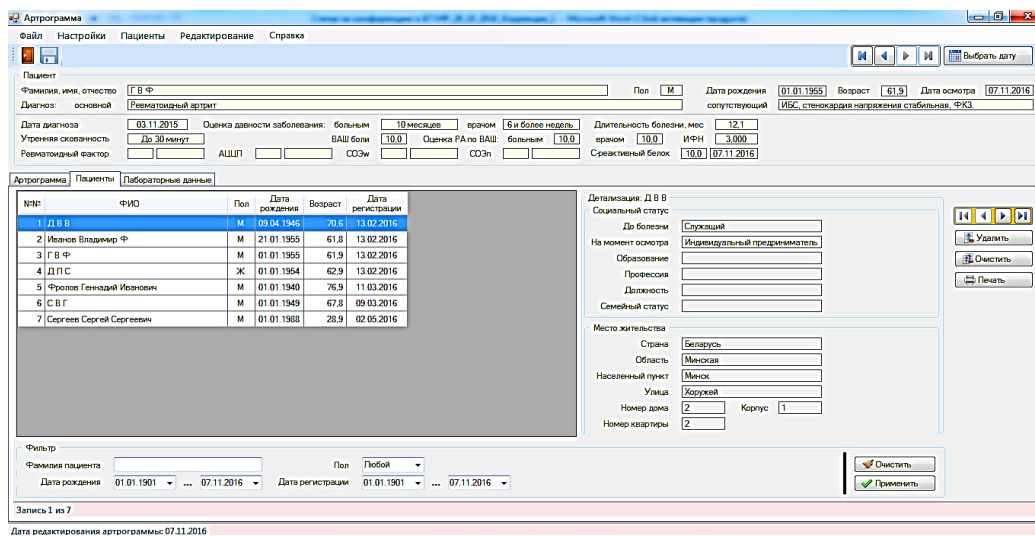 Артрограмма
Файл Настройки Пациенты Редактирование Справка
Выбрать дату
Пациент
Фамилия, имя, отчество Г В Ф Пол М Дата рождения 01.01.1955 Возраст 61,9 Дата осмотра 07.11.2016
Диагноз: основной Ревматоидный артрит сопутствующий ИБС, стенокардия напряжения стабильная, ФК3.
Дата диагноза 03.11.2015 Оценка давности заболевания: больным 10 месяцев врачом 6 и более недель Длительность болезни, мес 12,1
Утренняя скованность До 30 минут ВАШ боли 10,0 Оценка РА по ВАШ: больным 10,0 врачом 10,0 ИФН 3,000
Ревматоидный фактор АЦЦП СОЭw СОЭп С-реактивный белок 10,0 07.11.2016
Артрограмма Пациенты Лабораторные данные
№№ ФИО Пол Дата рождения Возраст Дата регистрации
1 Д В В М 09.04.1946 70,6 13.02.2016
2 Иванов Владимир Ф М 21.01.1955 61,8 13.02.2016
3 Г В Ф М 01.01.1955 61,9 13.02.2016
4 Д П С Ж 01.01.1954 62,9 13.02.2016
5 Фролов Геннадий Иванович М 01.01.1940 76,9 11.03.2016
6 С В Г М 01.01.1949 67,8 09.03.2016
7 Сергеев Сергей Сергеевич М 01.01.1988 28,9 02.05.2016
Детализация: Д В В
Социальный статус
До болезни Служащий
На момент осмотра Индивидуальный предприниматель
Образование
Профессия
Должность
Семейный статус
Место жительства
Страна Беларусь
Область Минская
Населенный пункт Минск
Улица Хоружей
Номер дома 2 Корпус 1
Номер квартиры 2
Удалить
Очистить
Печать
Фильтр
Фамилия пациента Пол Любой
Дата рождения 01.01.1901 ... 07.11.2016 Дата регистрации 01.01.1901 ... 07.11.2016
Очистить
Применить
Запись 1 из 7
Дата редактирования артрограммы: 07.11.2016